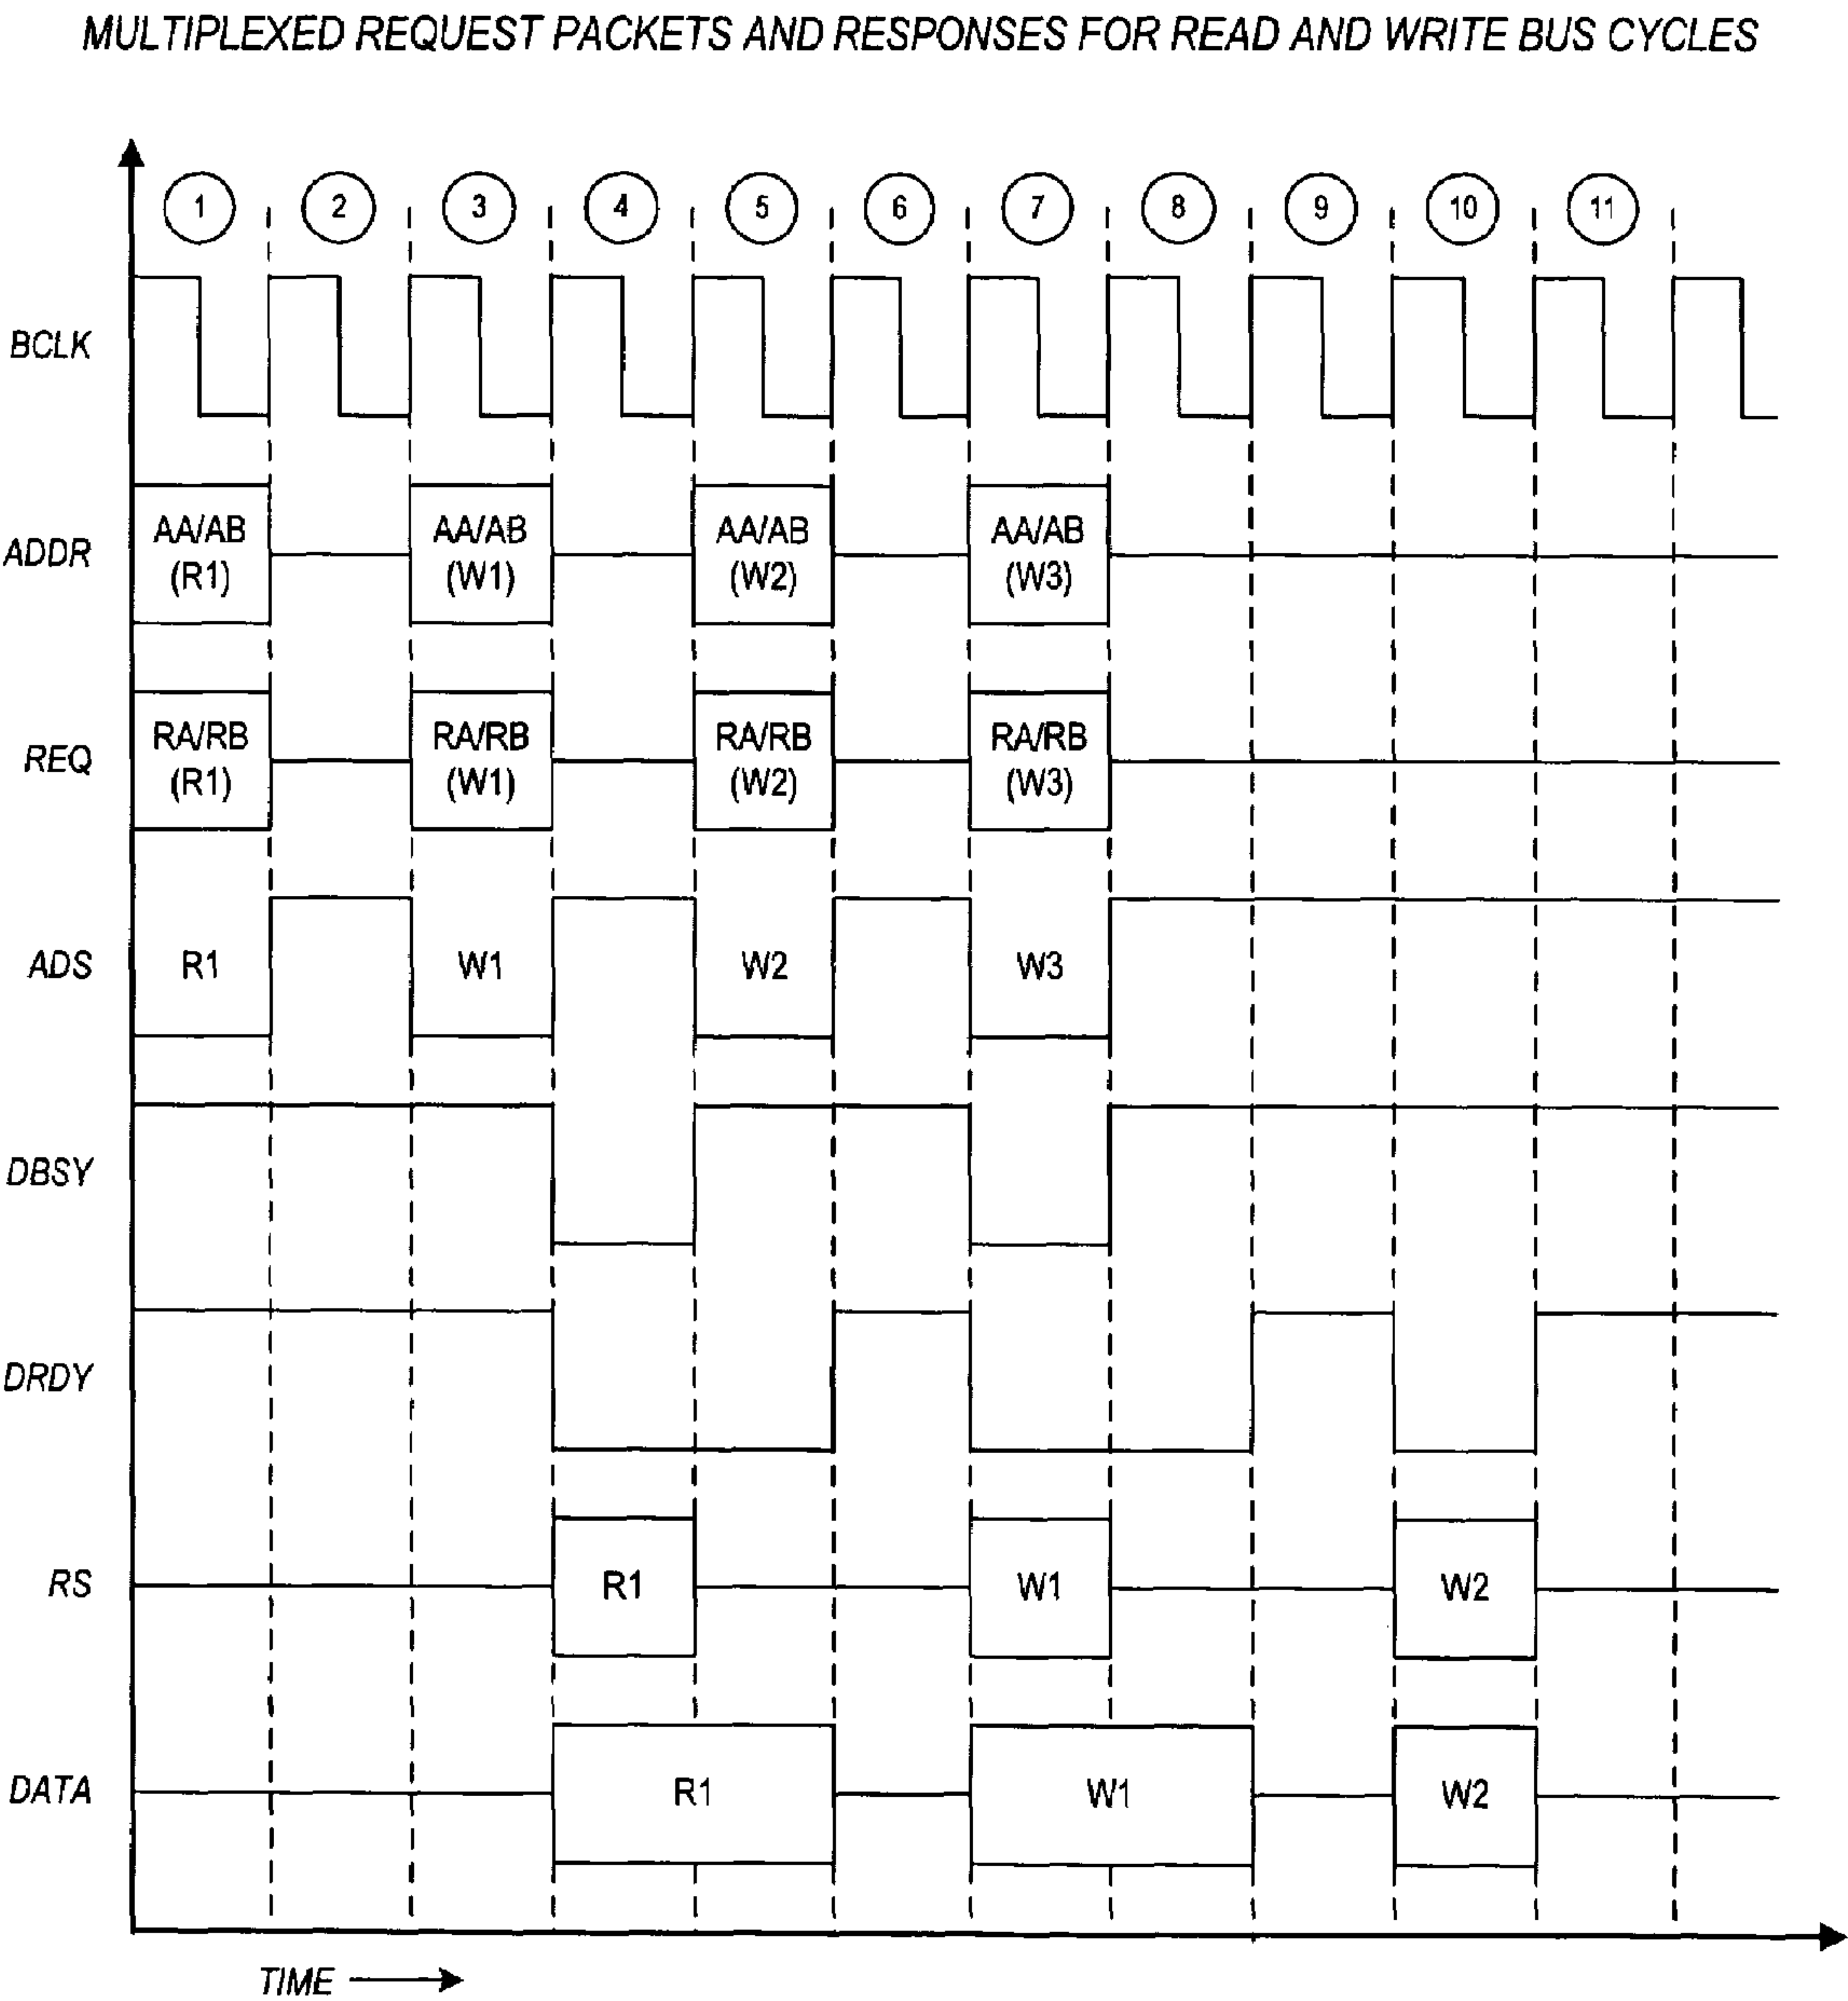 MULTIPLEXED REQUEST PACKETS AND RESPONSES FOR READ AND WRITE BUS CYCLES
1 2 3 4 5 6 7 8 9 10 11
BCLK
ADDR
AA/AB
(R1)
AA/AB
(W1)
AA/AB
(W2)
AA/AB
(W3)
REQ
RA/RB
(R1)
RA/RB
(W1)
RA/RB
(W2)
RA/RB
(W3)
ADS R1 W1 W2 W3
DBSY
DRDY
RS R1 W1 W2
DATA R1 W1 W2
TIME